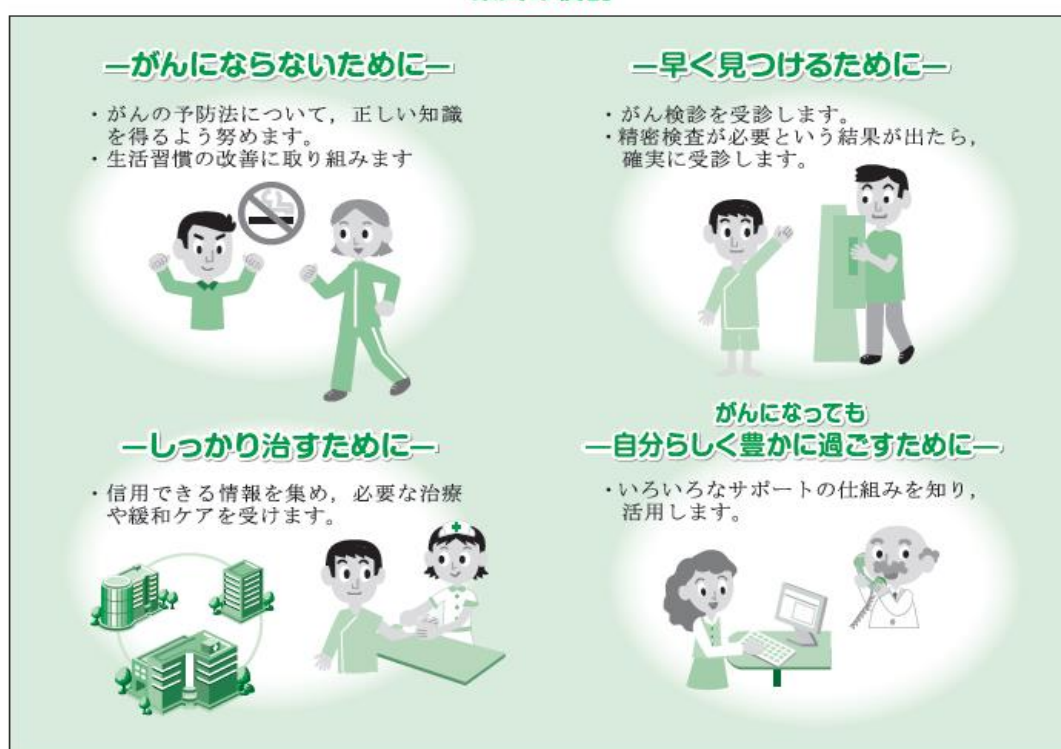 ―がんにならないために―
・がんの予防法について，正しい知識
を得るよう努めます。
・生活習慣の改善に取り組みます
―早く見つけるために―
・がん検診を受診します。
・精密検査が必要という結果が出たら，
確実に受診します。
―しっかり治すために―
・信用できる情報を集め，必要な治療
や緩和ケアを受けます。
がんになっても
―自分らしく豊かに過ごすために―
・いろいろなサポートの仕組みを知り，
活用します。